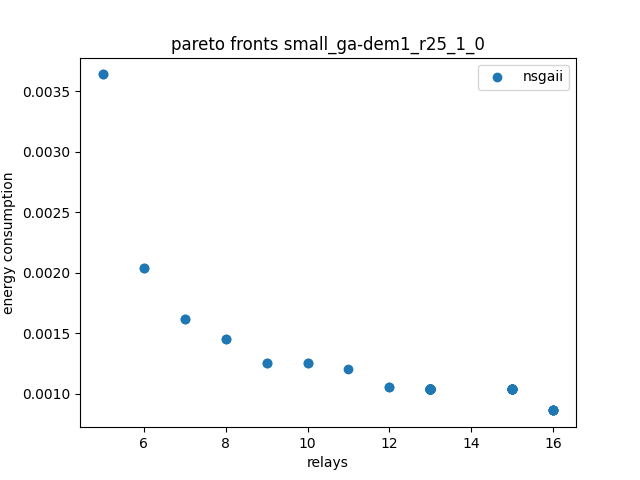 pareto fronts small_ga-dem1_r25_1_0
nsgaii
0.0035
0.0030
0.0025
0.0020
0.0015
0.0010
energy consumption
6 8 10 12 14 16
relays